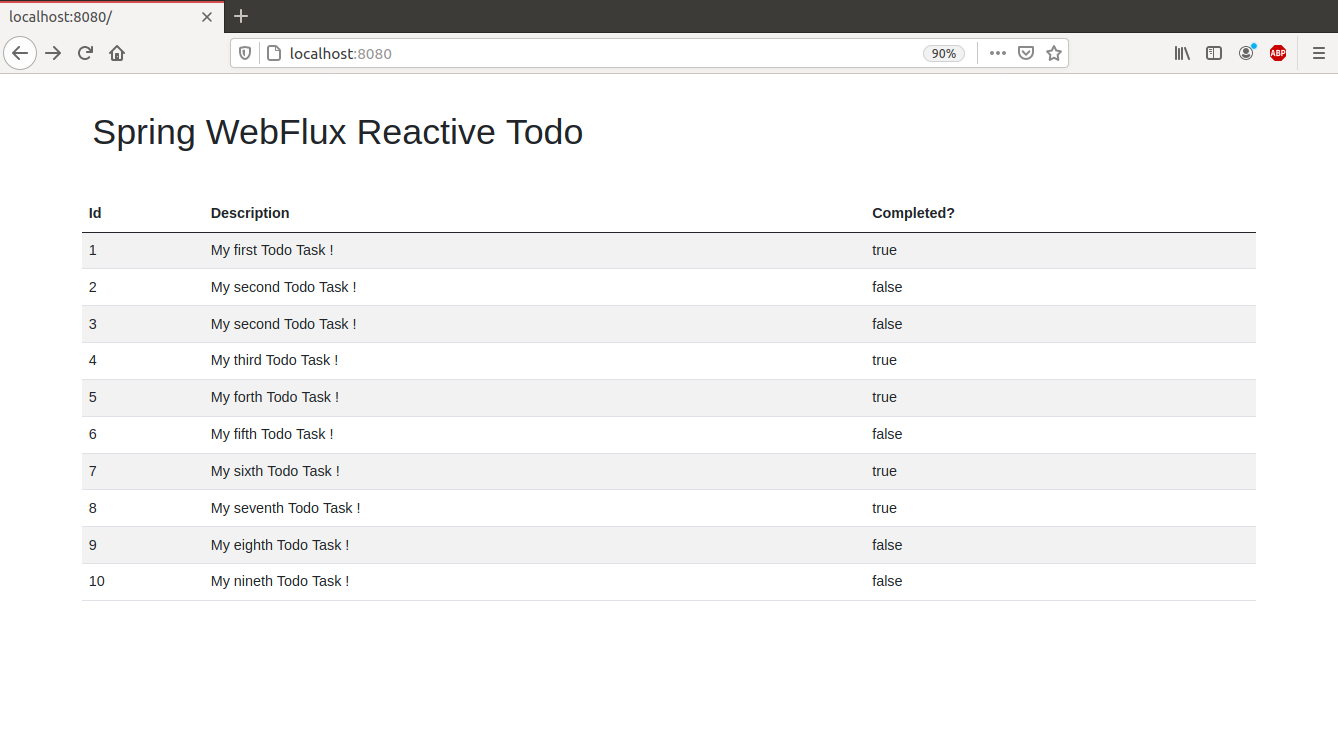 localhost:8080/
localhost:8080 90% ABP
Spring WebFlux Reactive Todo
Id Description Completed?
1 My first Todo Task ! true
2 My second Todo Task ! false
3 My second Todo Task ! false
4 My third Todo Task ! true
5 My forth Todo Task ! true
6 My fifth Todo Task ! false
7 My sixth Todo Task ! true
8 My seventh Todo Task ! true
9 My eighth Todo Task ! false
10 My nineth Todo Task ! false